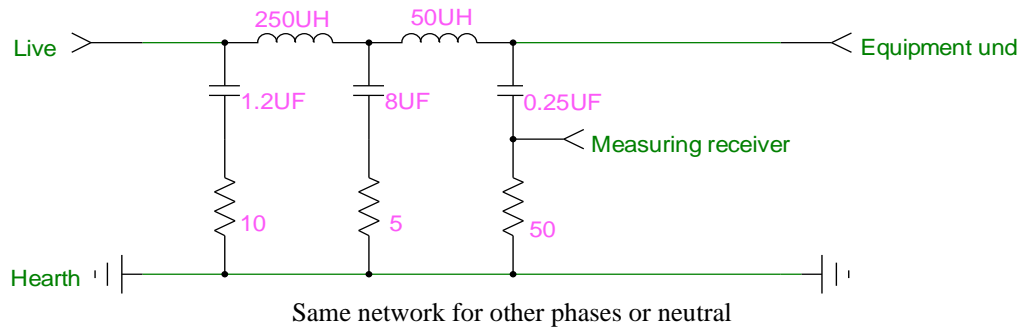 250UH
50UH
Live
Equipment und
1.2UF
8UF
0.25UF
Measuring receiver
10
5
50
Hearth
Same network for other phases or neutral